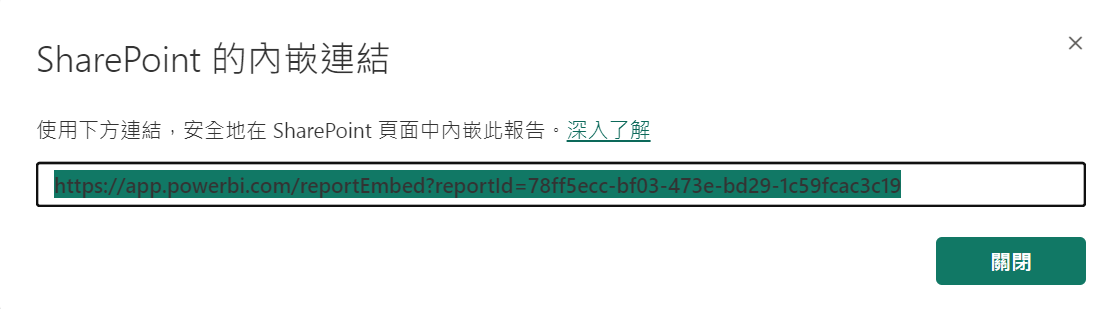 SharePoint 的內嵌連結
使用下方連結，安全地在 SharePoint 頁面中內嵌此報告。深入了解
https://app.powerbi.com/reportEmbed?reportId=78ff5ecc-bf03-473e-bd29-1c59fcac3c19
關閉